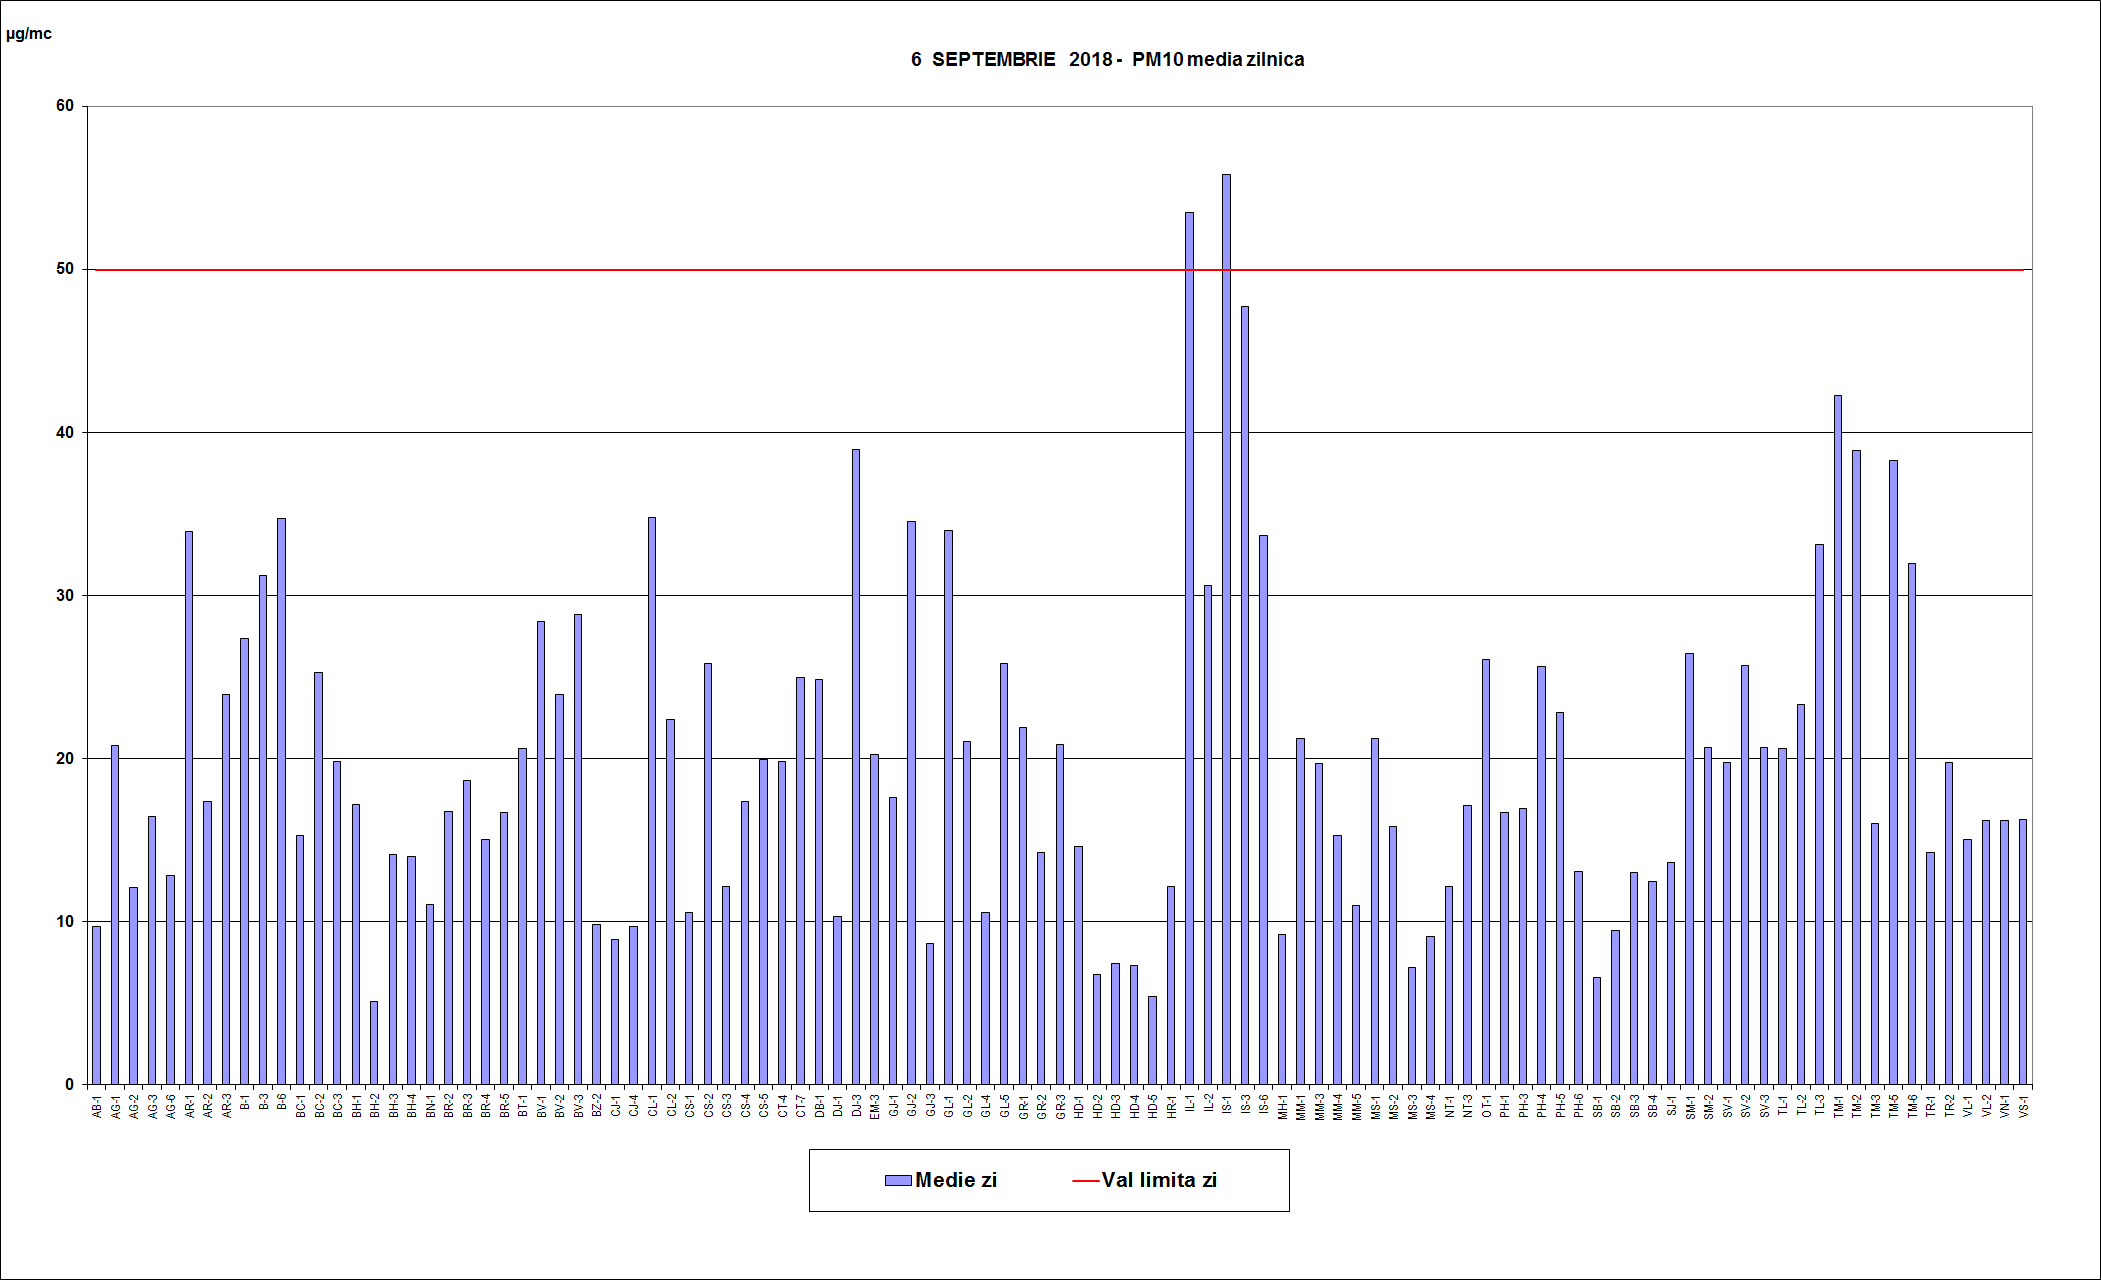 µg/mc
6 SEPTEMBRIE 2018 - PM10 media zilnica
60
50
40
30
20
10
0
AB-1 AG-1 AG-2 AG-3 AG-6 AR-1 AR-2 AR-3 B-1 B-3 B-6 BC-1 BC-2 BC-3 BH-1 BH-2 BH-3 BH-4 BN-1 BR-2 BR-3 BR-4 BR-5 BT-1 BV-1 BV-2 BV-3 BZ-2 CJ-1 CJ-4 CL-1 CL-2 CS-1 CS-2 CS-3 CS-4 CS-5 CT-4 CT-7 DB-1 DJ-1 DJ-3 EM-3 GJ-1 GJ-2 GJ-3 GL-1 GL-2 GL-4 GL-5 GR-1 GR-2 GR-3 HD-1 HD-2 HD-3 HD-4 HD-5 HR-1 IL-1 IL-2 IS-1 IS-3 IS-6 MH-1 MM-1 MM-3 MM-4 MM-5 MS-1 MS-2 MS-3 MS-4 NT-1 NT-3 OT-1 PH-1 PH-3 PH-4 PH-5 PH-6 SB-1 SB-2 SB-3 SB-4 SJ-1 SM-1 SM-2 SV-1 SV-2 SV-3 TL-1 TL-2 TL-3 TM-1 TM-2 TM-3 TM-5 TM-6 TR-1 TR-2 VL-1 VL-2 VN-1 VS-1
Medie zi Val limita zi